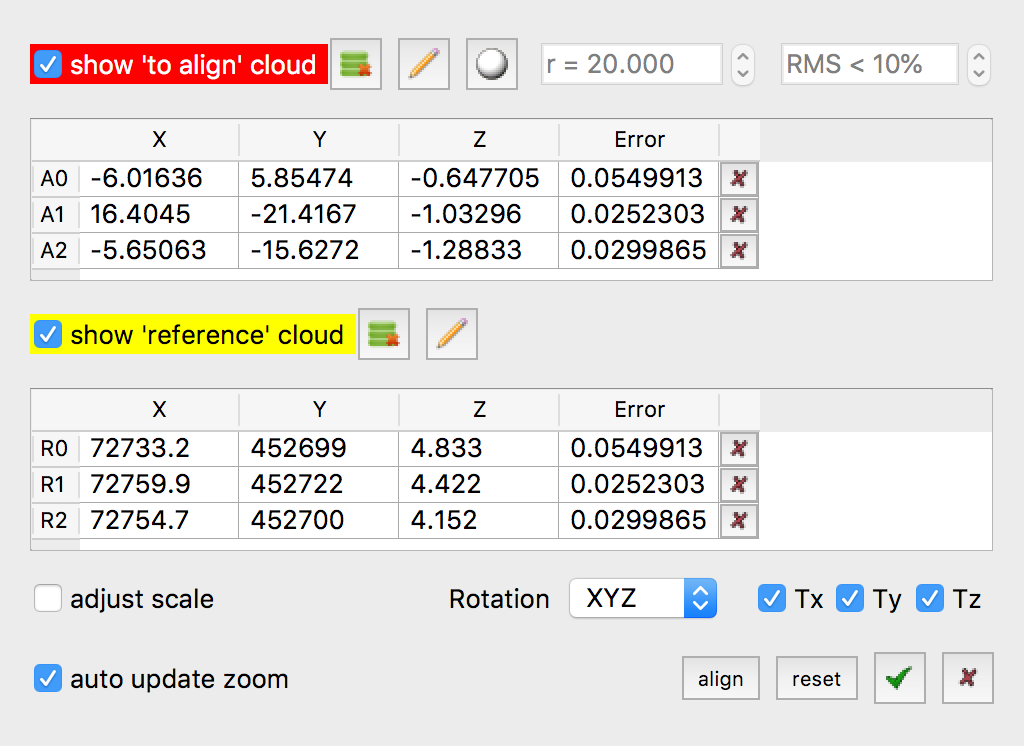 show 'to align' cloud r = 20.000 RMS < 10%
X Y Z Error
A0 -6.01636 5.85474 -0.647705 0.0549913
A1 16.4045 -21.4167 -1.03296 0.0252303
A2 -5.65063 -15.6272 -1.28833 0.0299865
show 'reference' cloud
X Y Z Error
R0 72733.2 452699 4.833 0.0549913
R1 72759.9 452722 4.422 0.0252303
R2 72754.7 452700 4.152 0.0299865
adjust scale Rotation XYZ Tx Ty Tz
auto update zoom align reset